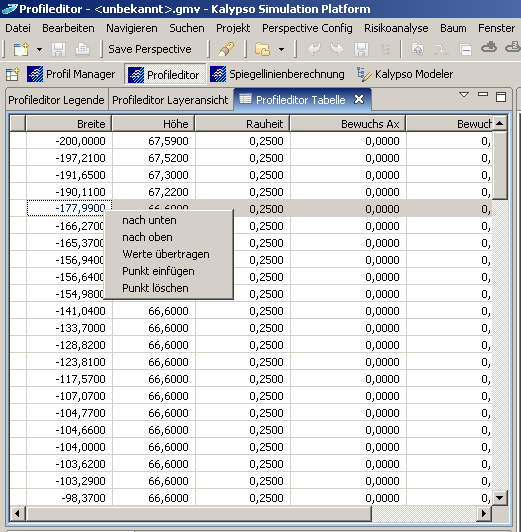 Profileditor - <unbekannt>.gmv - Kalypso Simulation Platform
Datei Bearbeiten Navigieren Suchen Projekt Perspective Config Risikoanalyse Baum Fenster
Save Perspective
Profil Manager Profileditor Spiegellinienberechnung Kalypso Modeler
Profileditor Legende Profileditor Layeransicht Profileditor Tabelle
Breite Höhe Rauheit Bewuchs Ax Bewuch
-200,0000 67,5900 0,2500 0,0000 0,
-197,2100 67,5200 0,2500 0,0000 0,
-191,6500 67,3000 0,2500 0,0000 0,
-190,1100 67,2200 0,2500 0,0000 0,
-177,9900 66,6000 0,2500 0,0000 0,
-166,2700 0,2500 0,0000 0,
-165,3700 0,2500 0,0000 0,
-156,9400 0,2500 0,0000 0,
-156,6400 0,2500 0,0000 0,
-154,9800 0,2500 0,0000 0,
nach unten
nach oben
Werte übertragen
Punkt einfügen
Punkt löschen
-141,0400 66,6000 0,2500 0,0000 0,
-133,7000 66,6000 0,2500 0,0000 0,
-128,8200 66,6000 0,2500 0,0000 0,
-123,8100 66,6000 0,2500 0,0000 0,
-117,5700 66,6000 0,2500 0,0000 0,
-107,0700 66,6000 0,2500 0,0000 0,
-104,7700 66,6000 0,2500 0,0000 0,
-104,6600 66,6000 0,2500 0,0000 0,
-104,0000 66,6000 0,2500 0,0000 0,
-103,6200 66,6000 0,2500 0,0000 0,
-103,2900 66,6000 0,2500 0,0000 0,
-98,3700 66,6000 0,2500 0,0000 0,